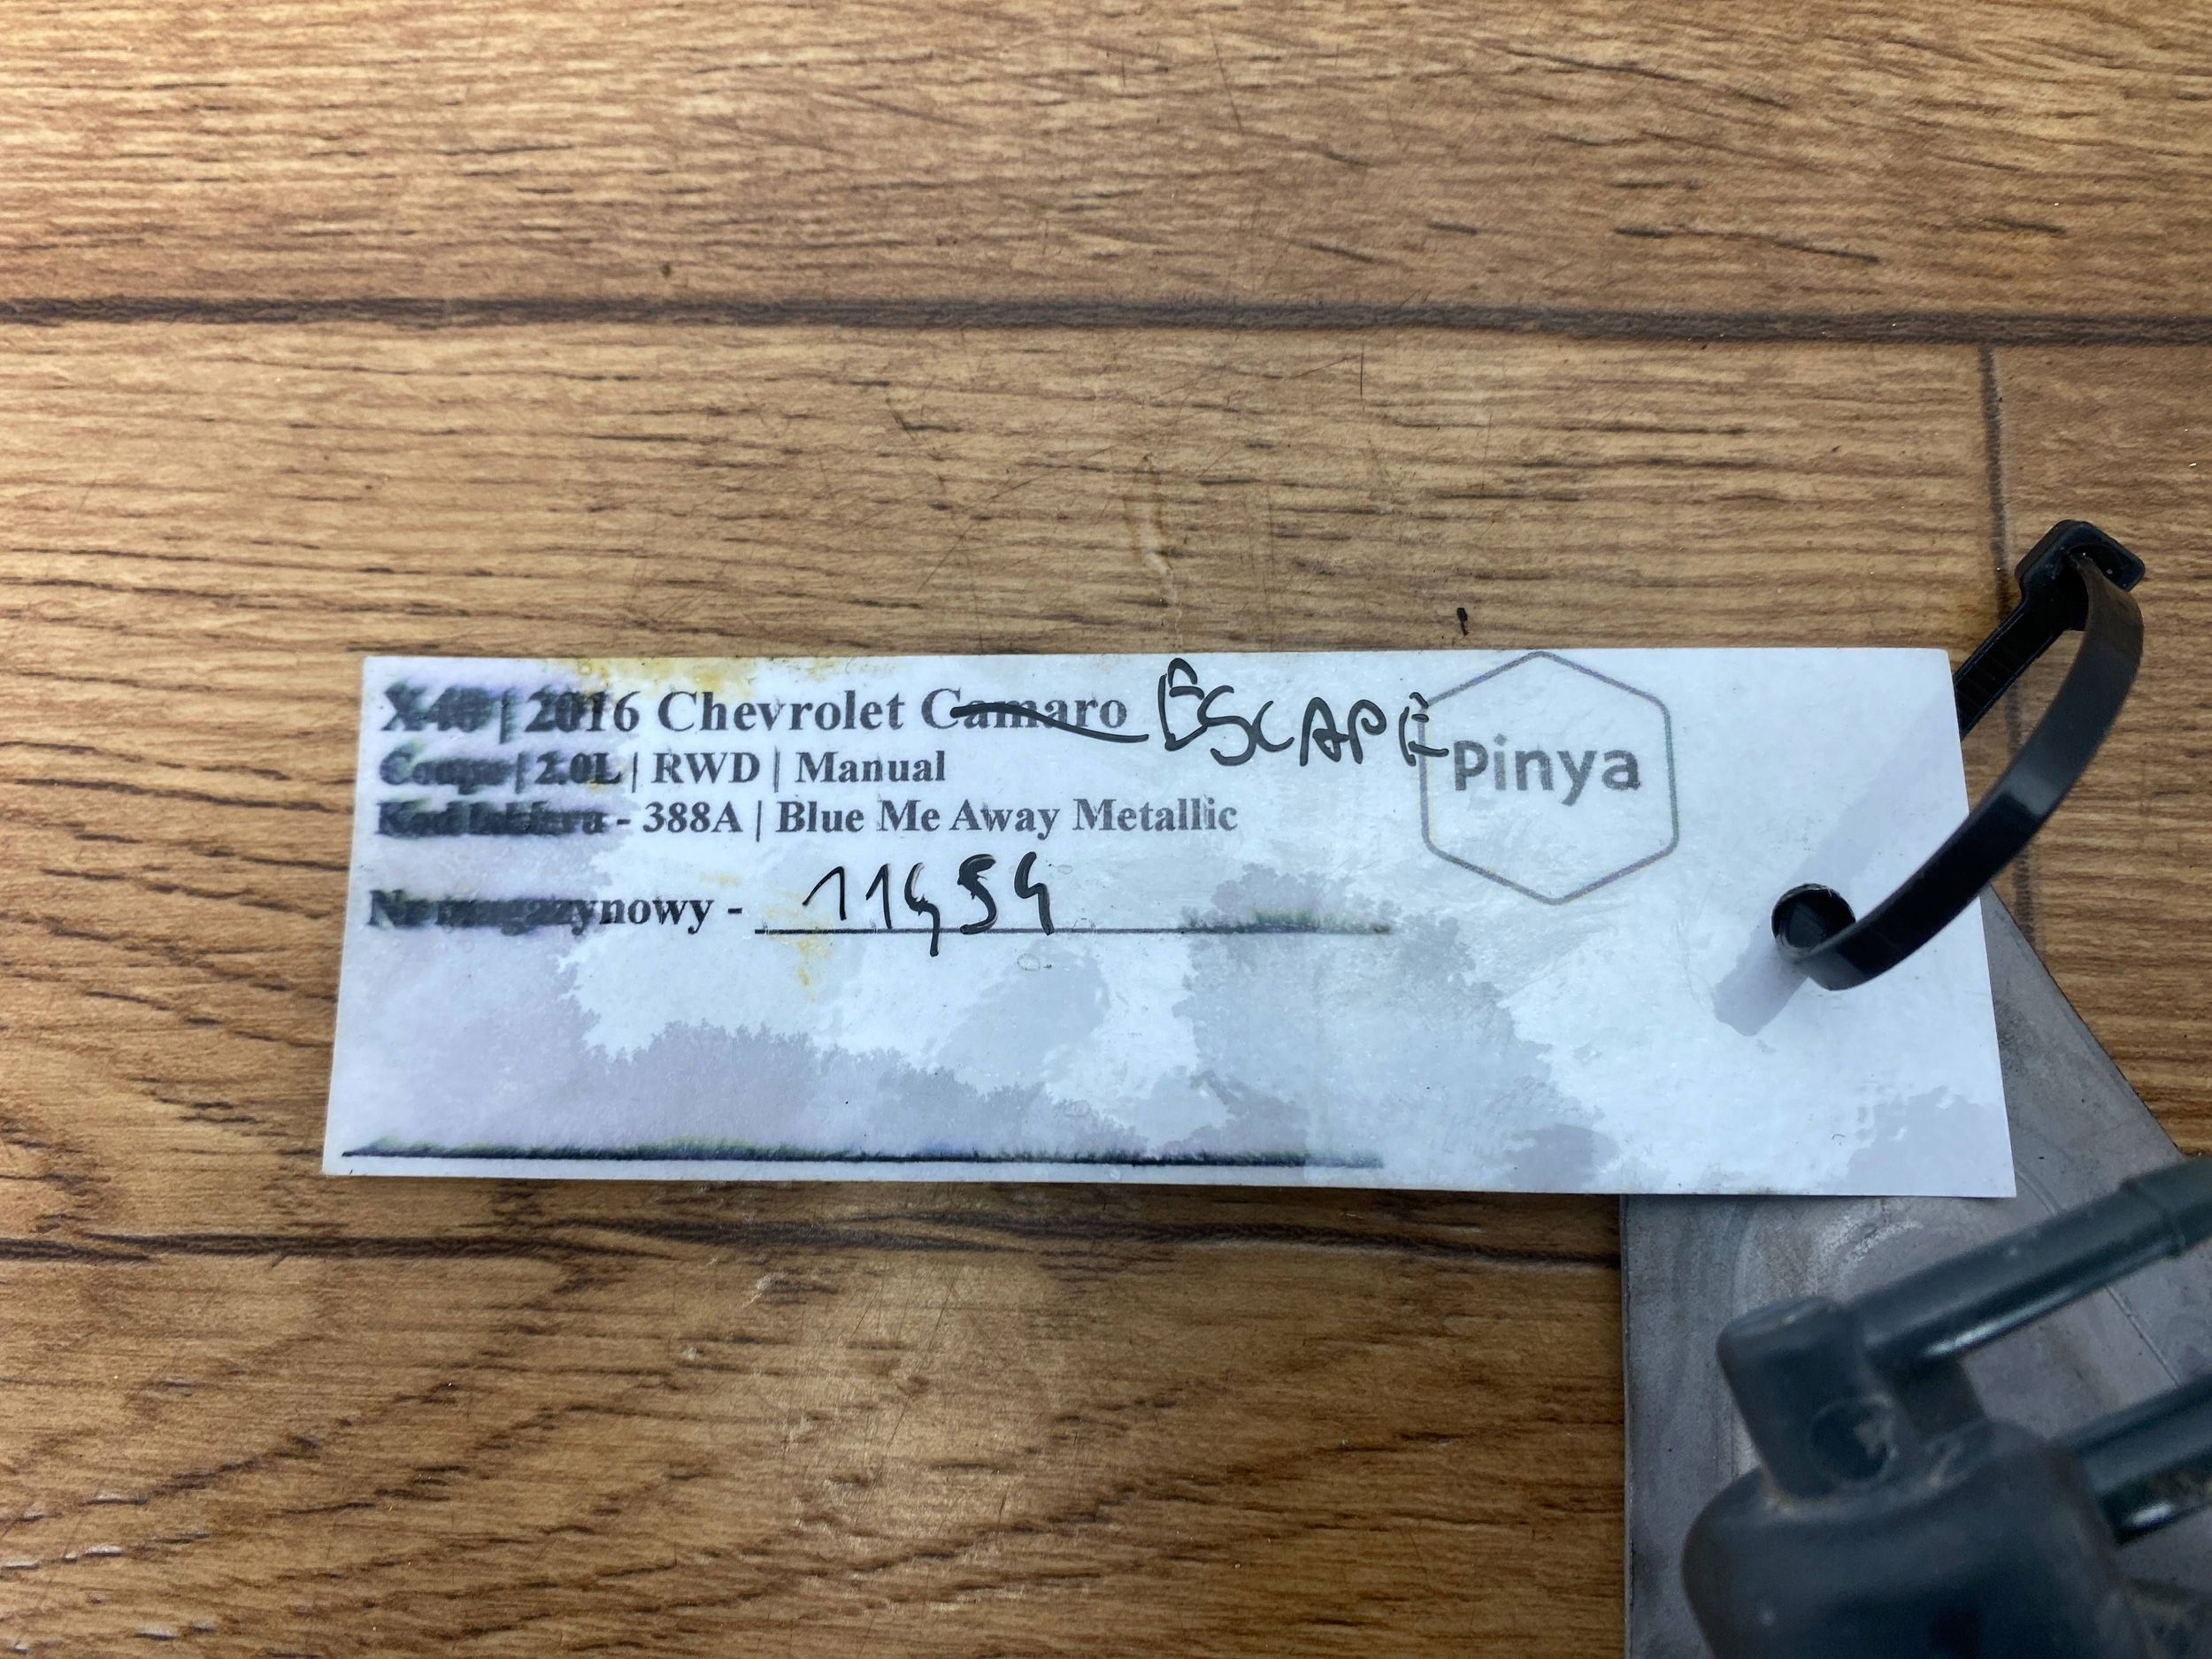 X40 | 2016 Chevrolet Camaro ESCAPE
Coupe | 2.0L | RWD | Manual
Kod lakieru - 388A | Blue Me Away Metallic
Nr magazynowy - 11454
Pinya